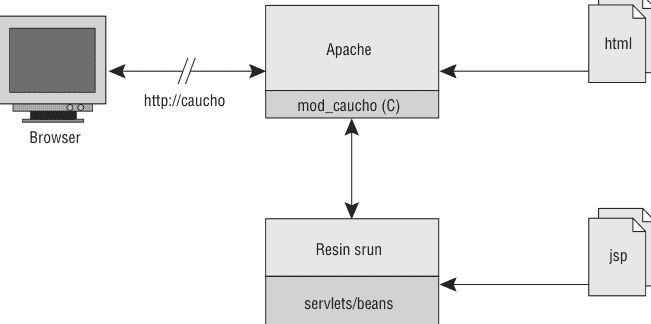 Apache
html
http://caucho
mod_caucho (C)
Browser
Resin srun
jsp
servlets/beans